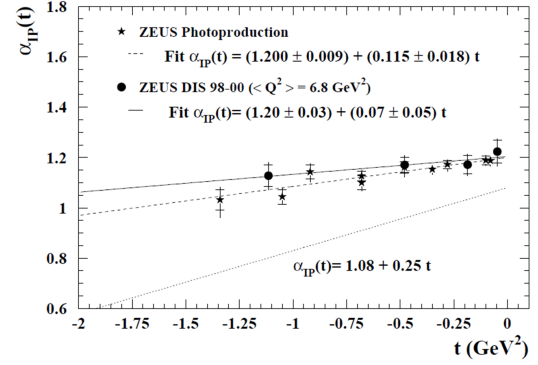 α_IP(t)
1.8
1.6
1.4
1.2
1
0.8
0.6
★ ZEUS Photoproduction
Fit α_IP(t) = (1.200 ± 0.009) + (0.115 ± 0.018) t
● ZEUS DIS 98-00 (< Q² > = 6.8 GeV²)
Fit α_IP(t)= (1.20 ± 0.03) + (0.07 ± 0.05) t
α_IP(t)= 1.08 + 0.25 t
-2 -1.75 -1.5 -1.25 -1 -0.75 -0.5 -0.25 0
t (GeV²)